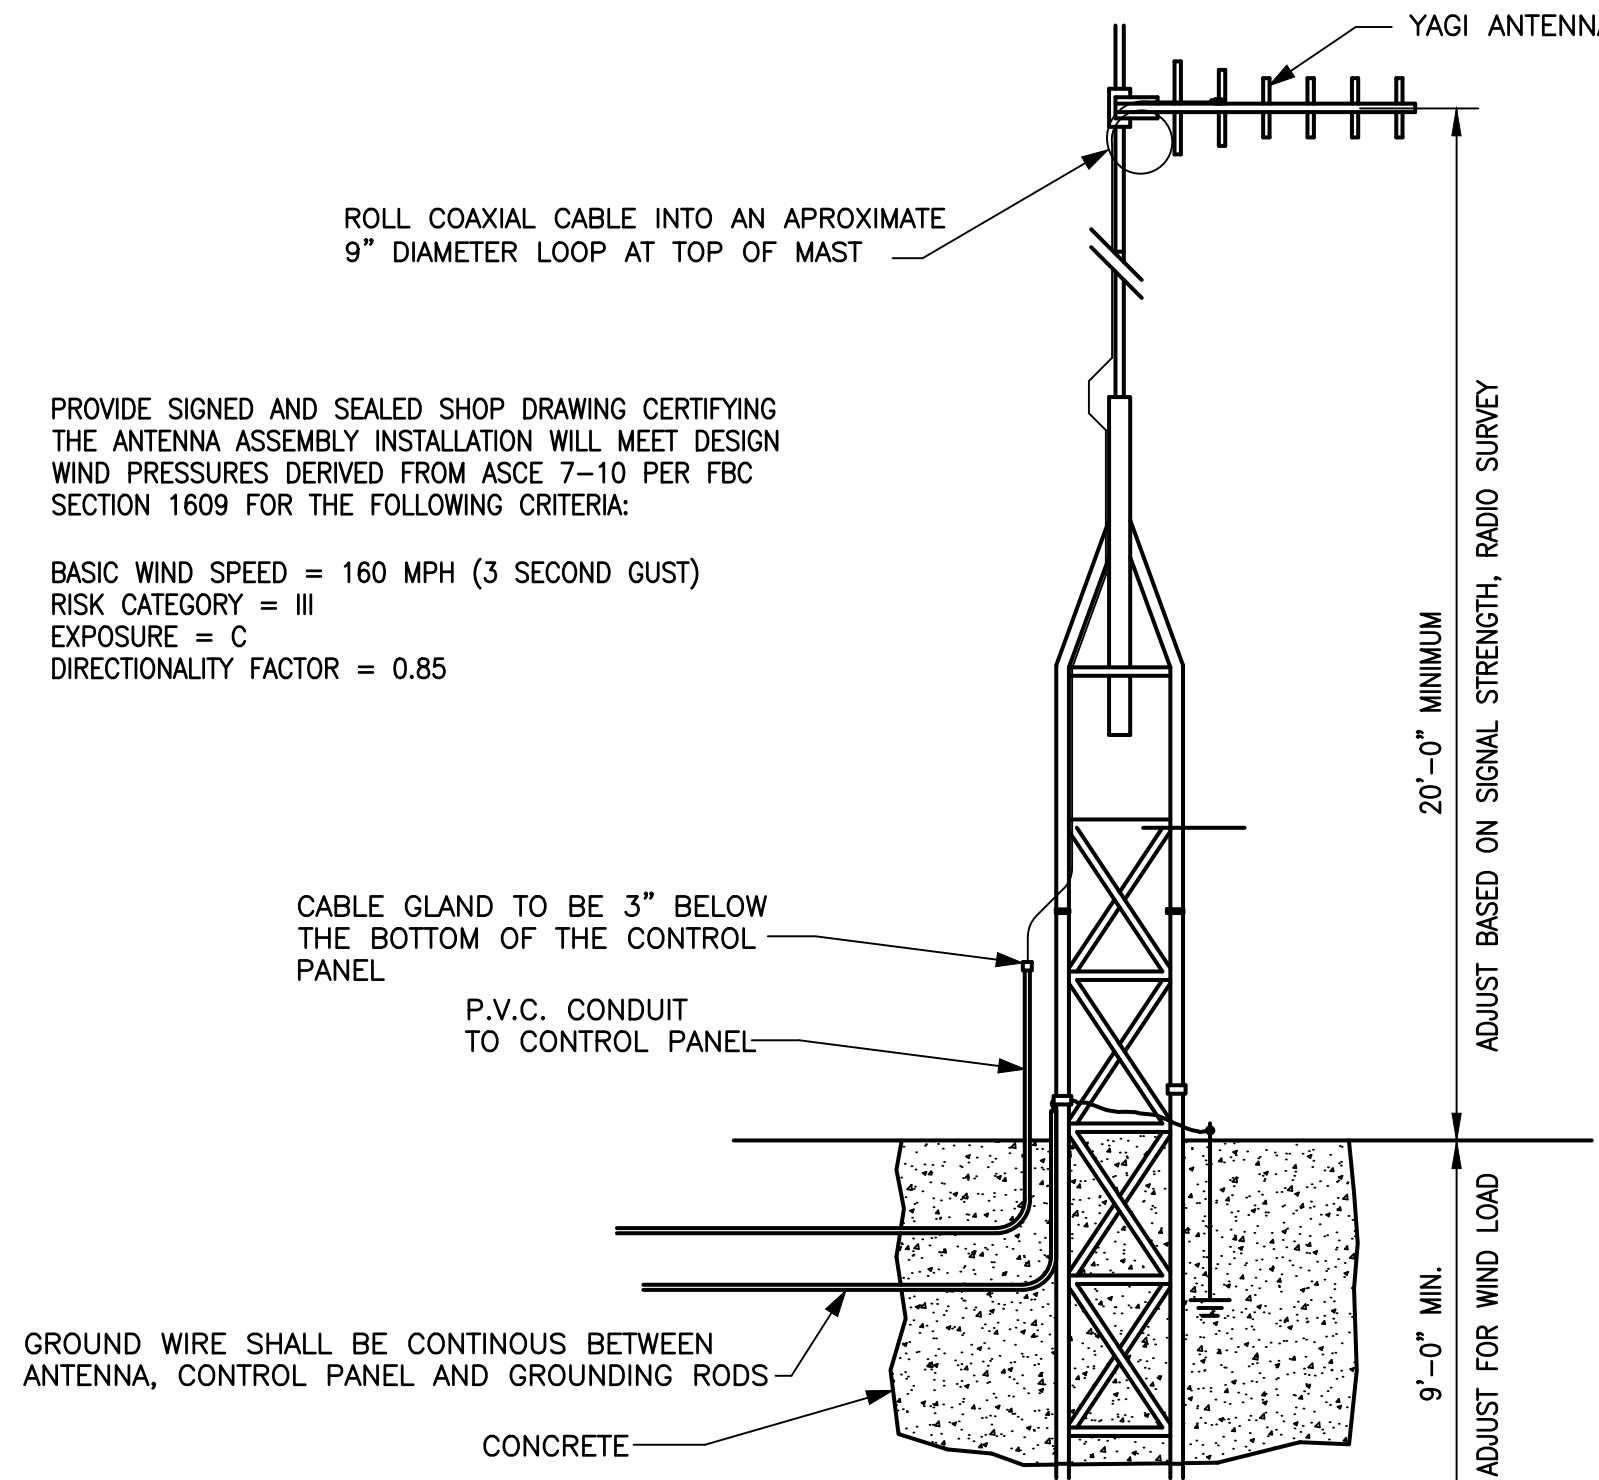 YAGI ANTENNA
ROLL COAXIAL CABLE INTO AN APROXIMATE
9" DIAMETER LOOP AT TOP OF MAST
PROVIDE SIGNED AND SEALED SHOP DRAWING CERTIFYING
THE ANTENNA ASSEMBLY INSTALLATION WILL MEET DESIGN
WIND PRESSURES DERIVED FROM ASCE 7-10 PER FBC
SECTION 1609 FOR THE FOLLOWING CRITERIA:
BASIC WIND SPEED = 160 MPH (3 SECOND GUST)
RISK CATEGORY = III
EXPOSURE = C
DIRECTIONALITY FACTOR = 0.85
20'-0" MINIMUM
ADJUST BASED ON SIGNAL STRENGTH, RADIO SURVEY
CABLE GLAND TO BE 3" BELOW
THE BOTTOM OF THE CONTROL
PANEL
P.V.C. CONDUIT
TO CONTROL PANEL
9'-0" MIN.
ADJUST FOR WIND LOAD
GROUND WIRE SHALL BE CONTINOUS BETWEEN
ANTENNA, CONTROL PANEL AND GROUNDING RODS
CONCRETE